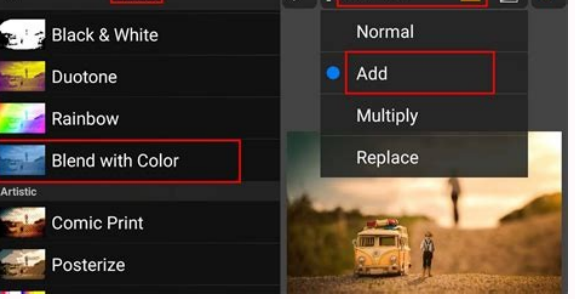 Black & White
Duotone
Rainbow
Blend with Color
Artistic
Comic Print
Posterize
Normal
Add
Multiply
Replace